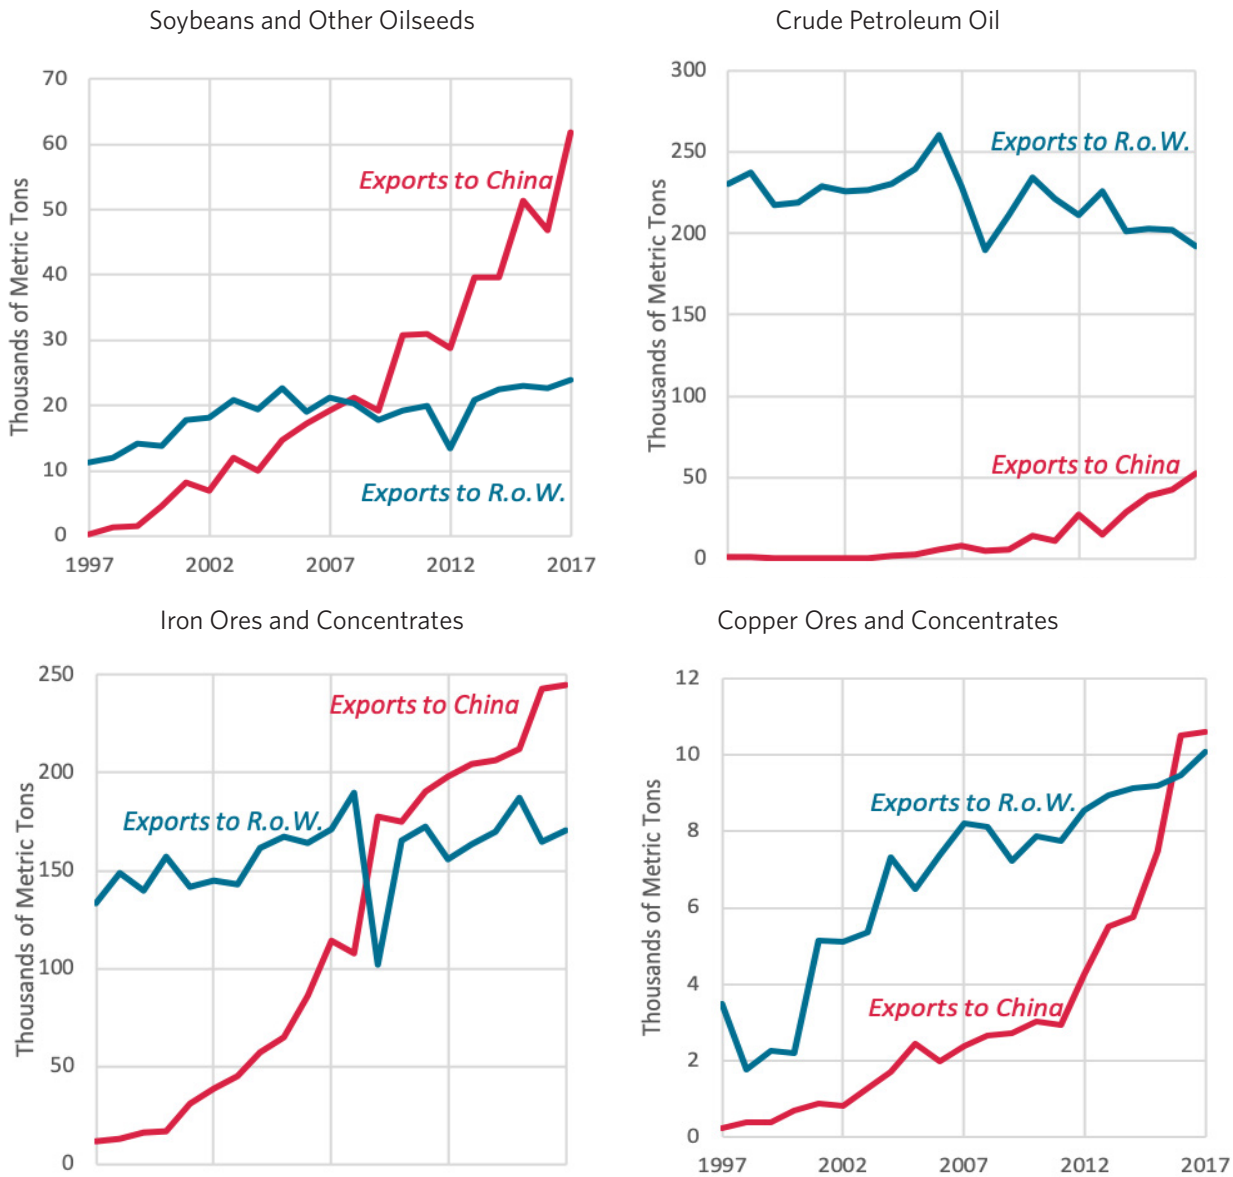 Soybeans and Other Oilseeds
Thousands of Metric Tons
70
60
50
40
30
20
10
0
1997 2002 2007 2012 2017
Exports to China
Exports to R.o.W.
Crude Petroleum Oil
Thousands of Metric Tons
300
250
200
150
100
50
0
Exports to R.o.W.
Exports to China
Iron Ores and Concentrates
Thousands of Metric Tons
250
200
150
100
50
0
Exports to China
Exports to R.o.W.
Copper Ores and Concentrates
Thousands of Metric Tons
12
10
8
6
4
2
0
1997 2002 2007 2012 2017
Exports to R.o.W.
Exports to China